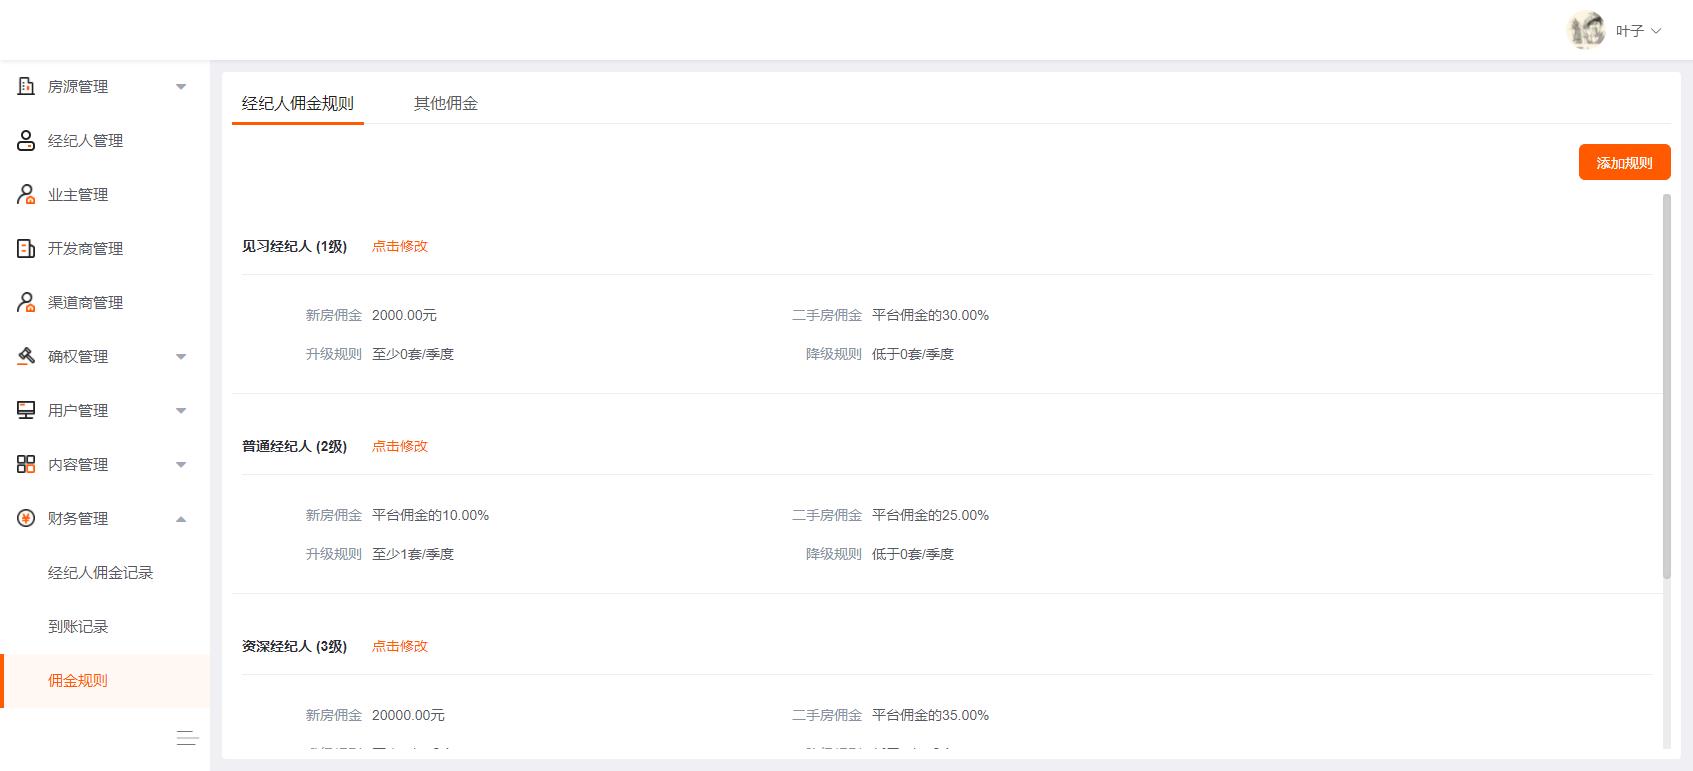 叶子
房源管理
经纪人管理
业主管理
开发商管理
渠道商管理
确权管理
用户管理
内容管理
财务管理
经纪人佣金记录
到账记录
佣金规则
经纪人佣金规则 其他佣金
添加规则
见习经纪人 (1级) 点击修改
新房佣金 2000.00元 二手房佣金 平台佣金的30.00%
升级规则 至少0套/季度 降级规则 低于0套/季度
普通经纪人 (2级) 点击修改
新房佣金 平台佣金的10.00% 二手房佣金 平台佣金的25.00%
升级规则 至少1套/季度 降级规则 低于0套/季度
资深经纪人 (3级) 点击修改
新房佣金 20000.00元 二手房佣金 平台佣金的35.00%